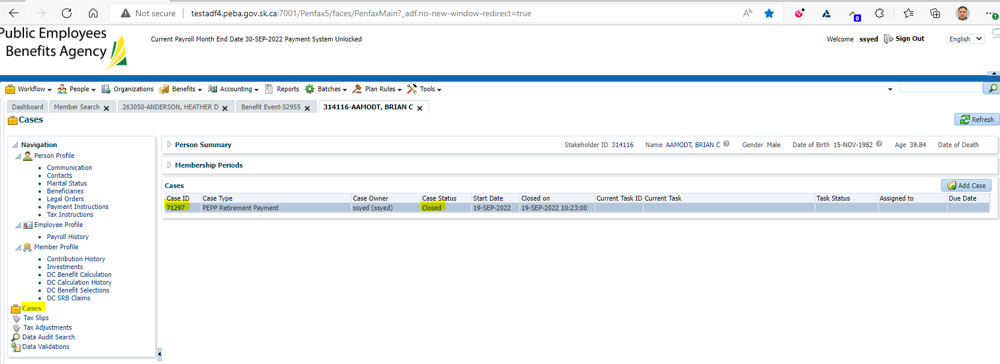 Not secure | testadf4.peba.gov.sk.ca:7001/Penfax5/faces/PenfaxMain?_adf.no-new-window-redirect=true
0
Public Employees
Benefits Agency
Current Payroll Month End Date 30-SEP-2022 Payment System Unlocked
Welcome ssyed Sign Out English
Workflow People Organizations Benefits Accounting Reports Batches Plan Rules Tools
Dashboard Member Search 263050-ANDERSON, HEATHER D Benefit Event-52955 314116-AAMODT, BRIAN C
Cases
Refresh
Navigation
Person Profile
Communication
Contacts
Marital Status
Beneficiaries
Legal Orders
Payment Instructions
Tax Instructions
Employee Profile
Payroll History
Member Profile
Contribution History
Investments
DC Benefit Calculation
DC Calculation History
DC Benefit Selections
DC SRB Claims
Cases
Tax Slips
Tax Adjustments
Data Audit Search
Data Validations
Person Summary Stakeholder ID 314116 Name AAMODT, BRIAN C Gender Male Date of Birth 15-NOV-1982 Age 39.84 Date of Death
Membership Periods
Cases
Add Case
Case ID Case Type Case Owner Case Status Start Date Closed on Current Task ID Current Task Task Status Assigned to Due Date
71297 PEPP Retirement Payment ssyed (ssyed) Closed 19-SEP-2022 19-SEP-2022 10:23:00